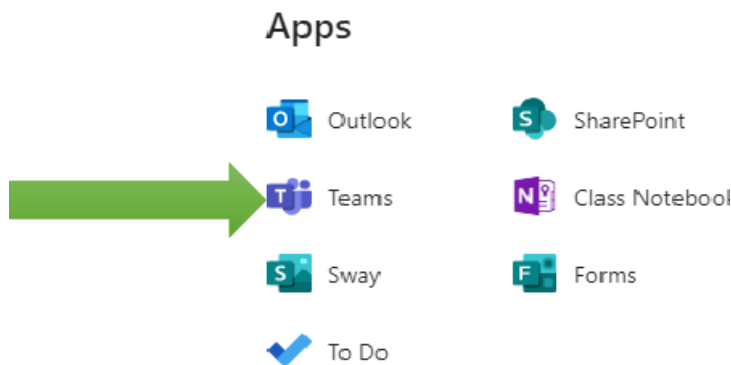 Apps
Outlook
SharePoint
Teams
Class Notebook
Sway
Forms
To Do